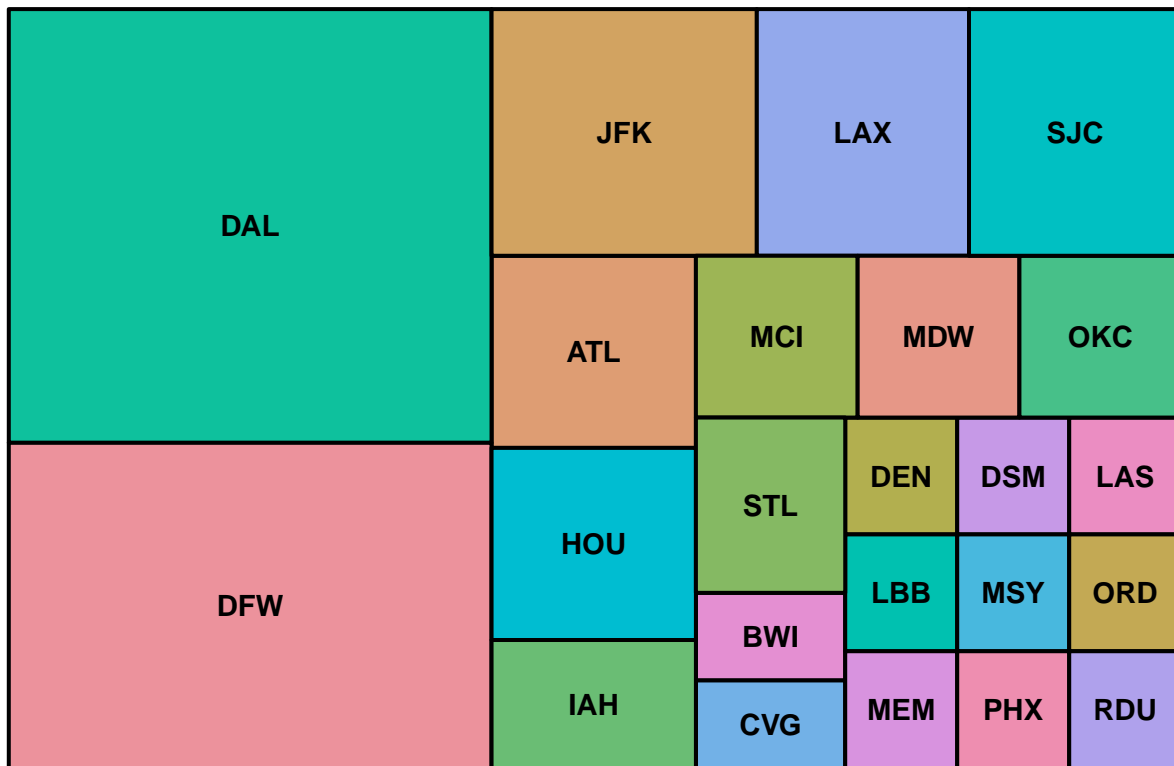 DAL
DFW
JFK
LAX
SJC
ATL
MCI
MDW
OKC
HOU
STL
DEN
DSM
LAS
LBB
MSY
ORD
BWI
IAH
CVG
MEM
PHX
RDU